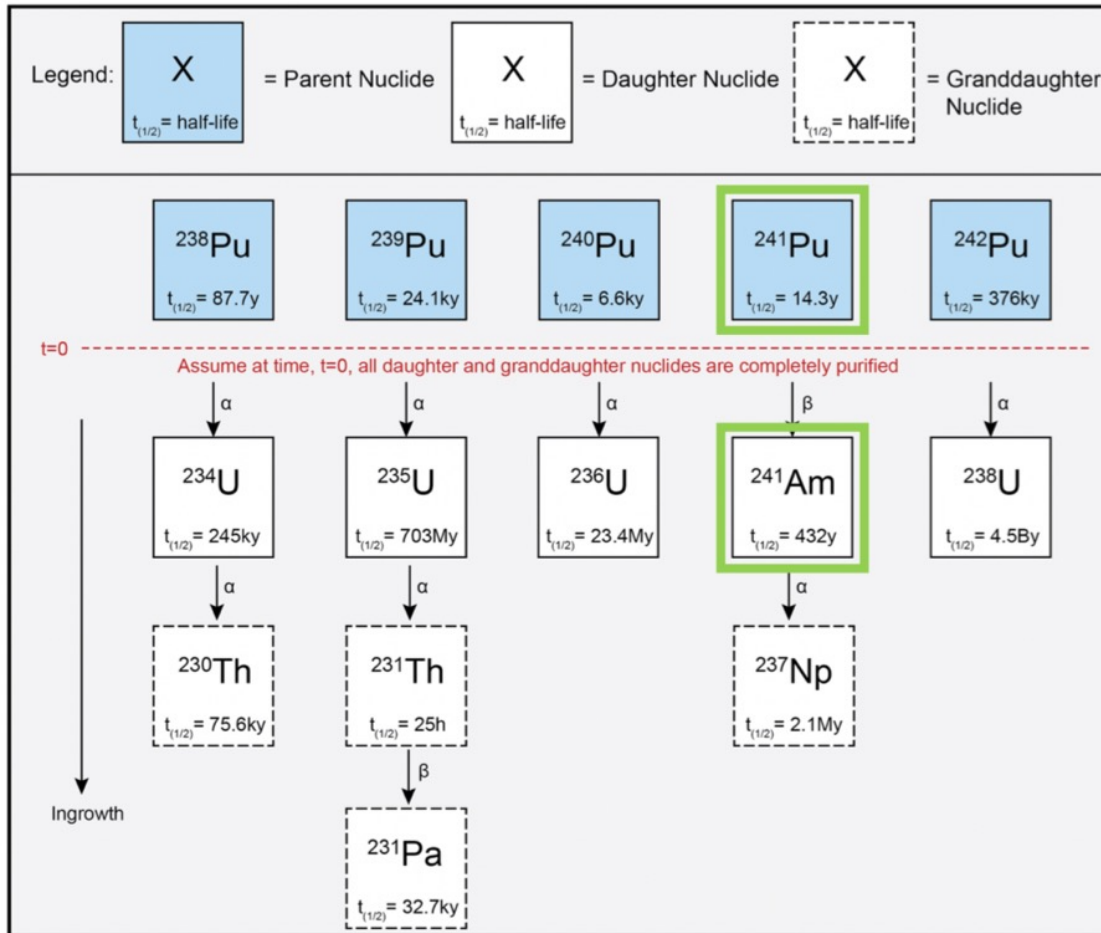 Legend:
X
t(1/2)= half-life
= Parent Nuclide
X
t(1/2)= half-life
= Daughter Nuclide
X
t(1/2)= half-life
= Granddaughter
Nuclide
²³⁸Pu
t(1/2)= 87.7y
²³⁹Pu
t(1/2)= 24.1ky
²⁴⁰Pu
t(1/2)= 6.6ky
²⁴¹Pu
t(1/2)= 14.3y
²⁴²Pu
t(1/2)= 376ky
t=0
Assume at time, t=0, all daughter and granddaughter nuclides are completely purified
α
α
α
β
α
²³⁴U
t(1/2)= 245ky
²³⁵U
t(1/2)= 703My
²³⁶U
t(1/2)= 23.4My
²⁴¹Am
t(1/2)= 432y
²³⁸U
t(1/2)= 4.5By
α
α
α
²³⁰Th
t(1/2)= 75.6ky
²³¹Th
t(1/2)= 25h
²³⁷Np
t(1/2)= 2.1My
β
Ingrowth
²³¹Pa
t(1/2)= 32.7ky